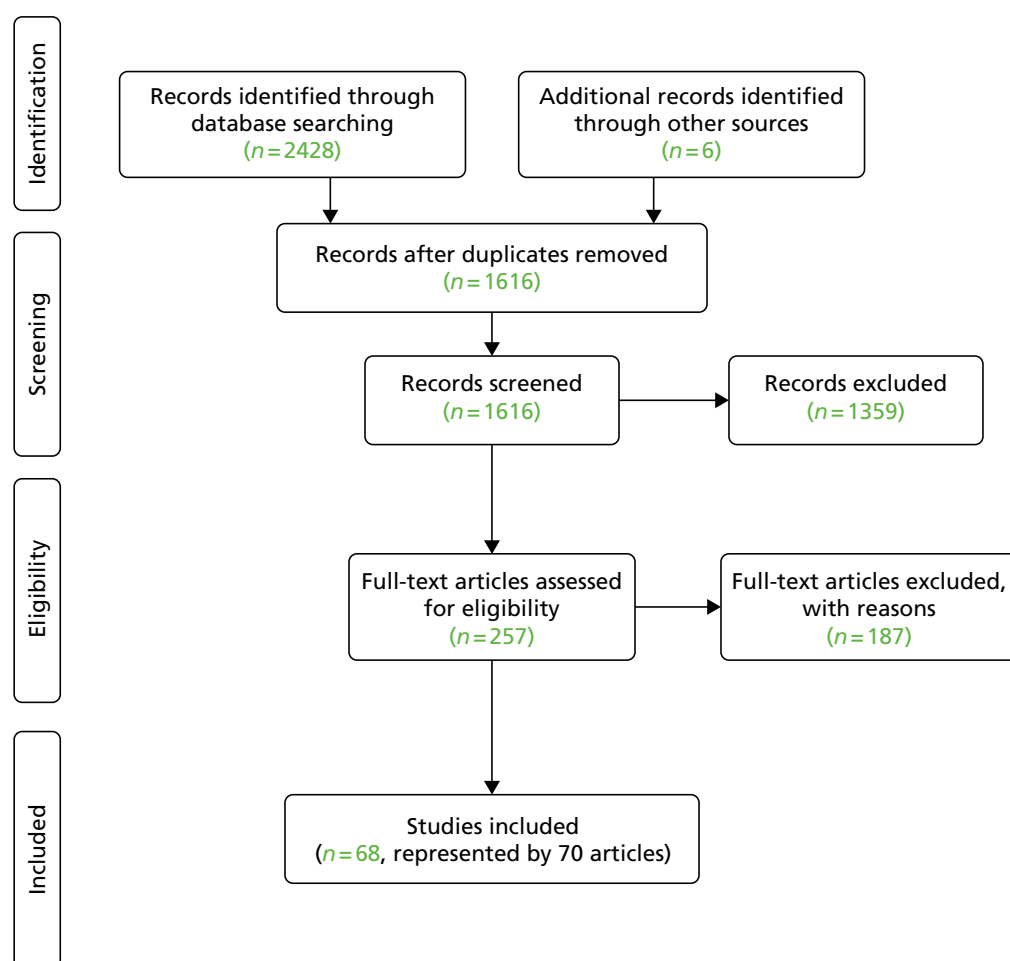 Identification
Records identified through
database searching
(n=2428)
Additional records identified
through other sources
(n=6)
Screening
Records after duplicates removed
(n=1616)
Records screened
(n=1616)
Records excluded
(n=1359)
Eligibility
Full-text articles assessed
for eligibility
(n=257)
Full-text articles excluded,
with reasons
(n=187)
Included
Studies included
(n=68, represented by 70 articles)